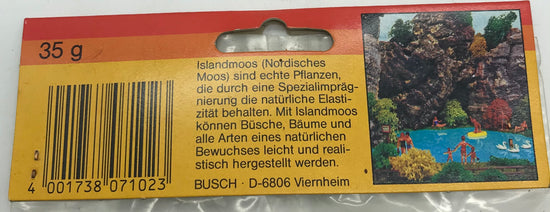 35 g
Islandmoos (Nordisches
Moos) sind echte Pflanzen,
die durch eine Spezialimpräg-
nierung die natürliche Elasti-
zität behalten. Mit Islandmoos
können Büsche, Bäume und
alle Arten eines natürlichen
Bewuchses leicht und reali-
stisch hergestellt werden.
BUSCH · D-6806 Viernheim
4 001738 071023